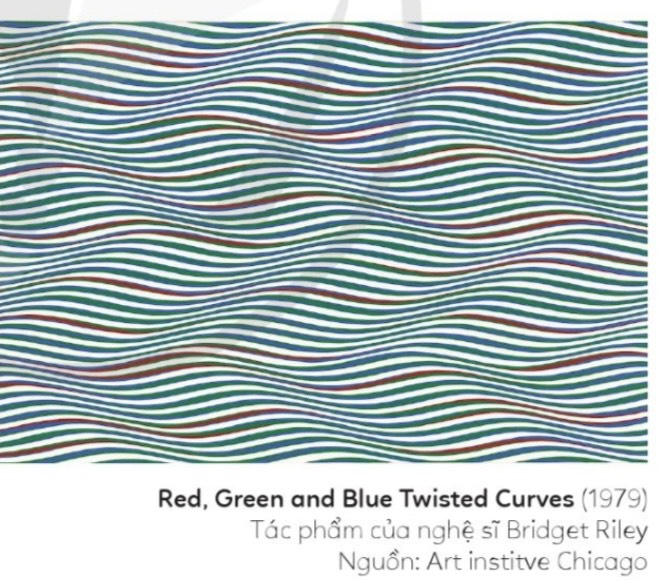 Red, Green and Blue Twisted Curves (1979)
Tác phẩm của nghệ sĩ Bridget Riley
Nguồn: Art institve Chicago